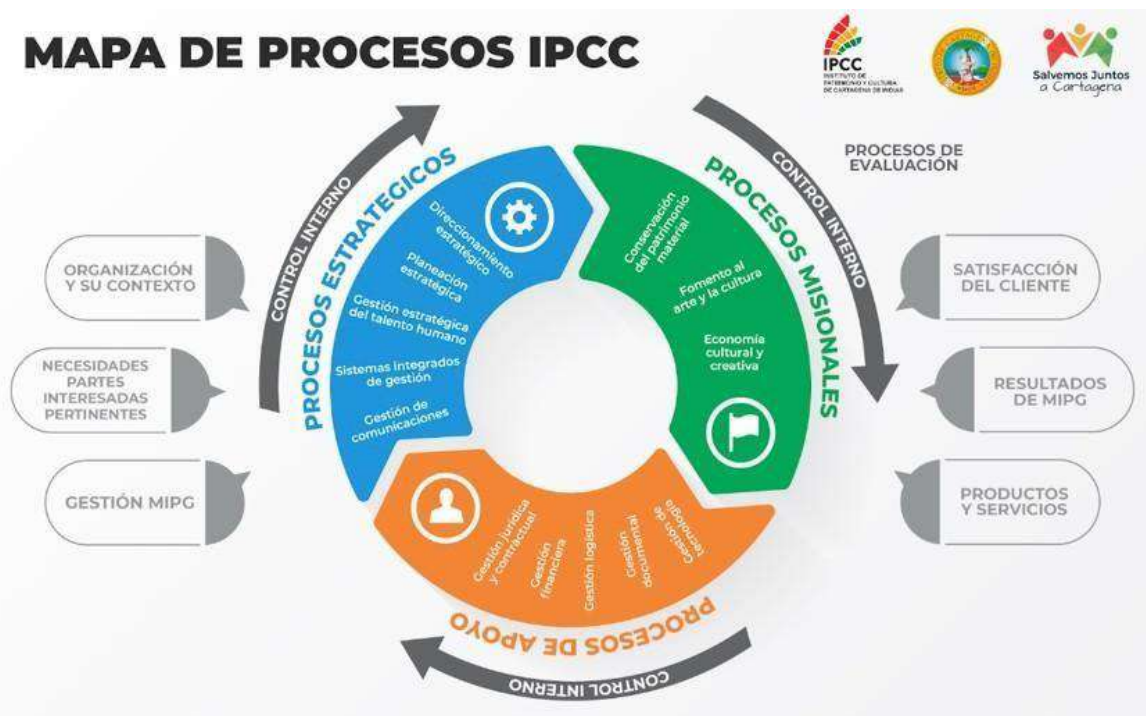 MAPA DE PROCESOS IPCC
IPCC
INSTITUTO DE
PATRIMONIO Y CULTURA
DE CARTAGENA DE INDIAS
Salvemos Juntos
a Cartagena
PROCESOS DE
EVALUACIÓN
ORGANIZACIÓN
Y SU CONTEXTO
NECESIDADES
PARTES
INTERESADAS
PERTINENTES
GESTIÓN MIPG
CONTROL INTERNO
PROCESOS ESTRATEGICOS
Direccionamiento
estratégico
Planeación
estratégica
Gestión estratégica
del talento humano
Sistemas Integrados
de gestión
Gestión de
comunicaciones
CONTROL INTERNO
PROCESOS MISIONALES
Conservación
del patrimonio
material
Fomento al
arte y la cultura
Economía
cultural y
creativa
PROCESOS DE APOYO
Gestión jurídica
y contractual
Gestión
financiera
Gestión logística
Gestión
documental
Gestión de
tecnología
CONTROL INTERNO
SATISFACCIÓN
DEL CLIENTE
RESULTADOS
DE MIPG
PRODUCTOS
Y SERVICIOS